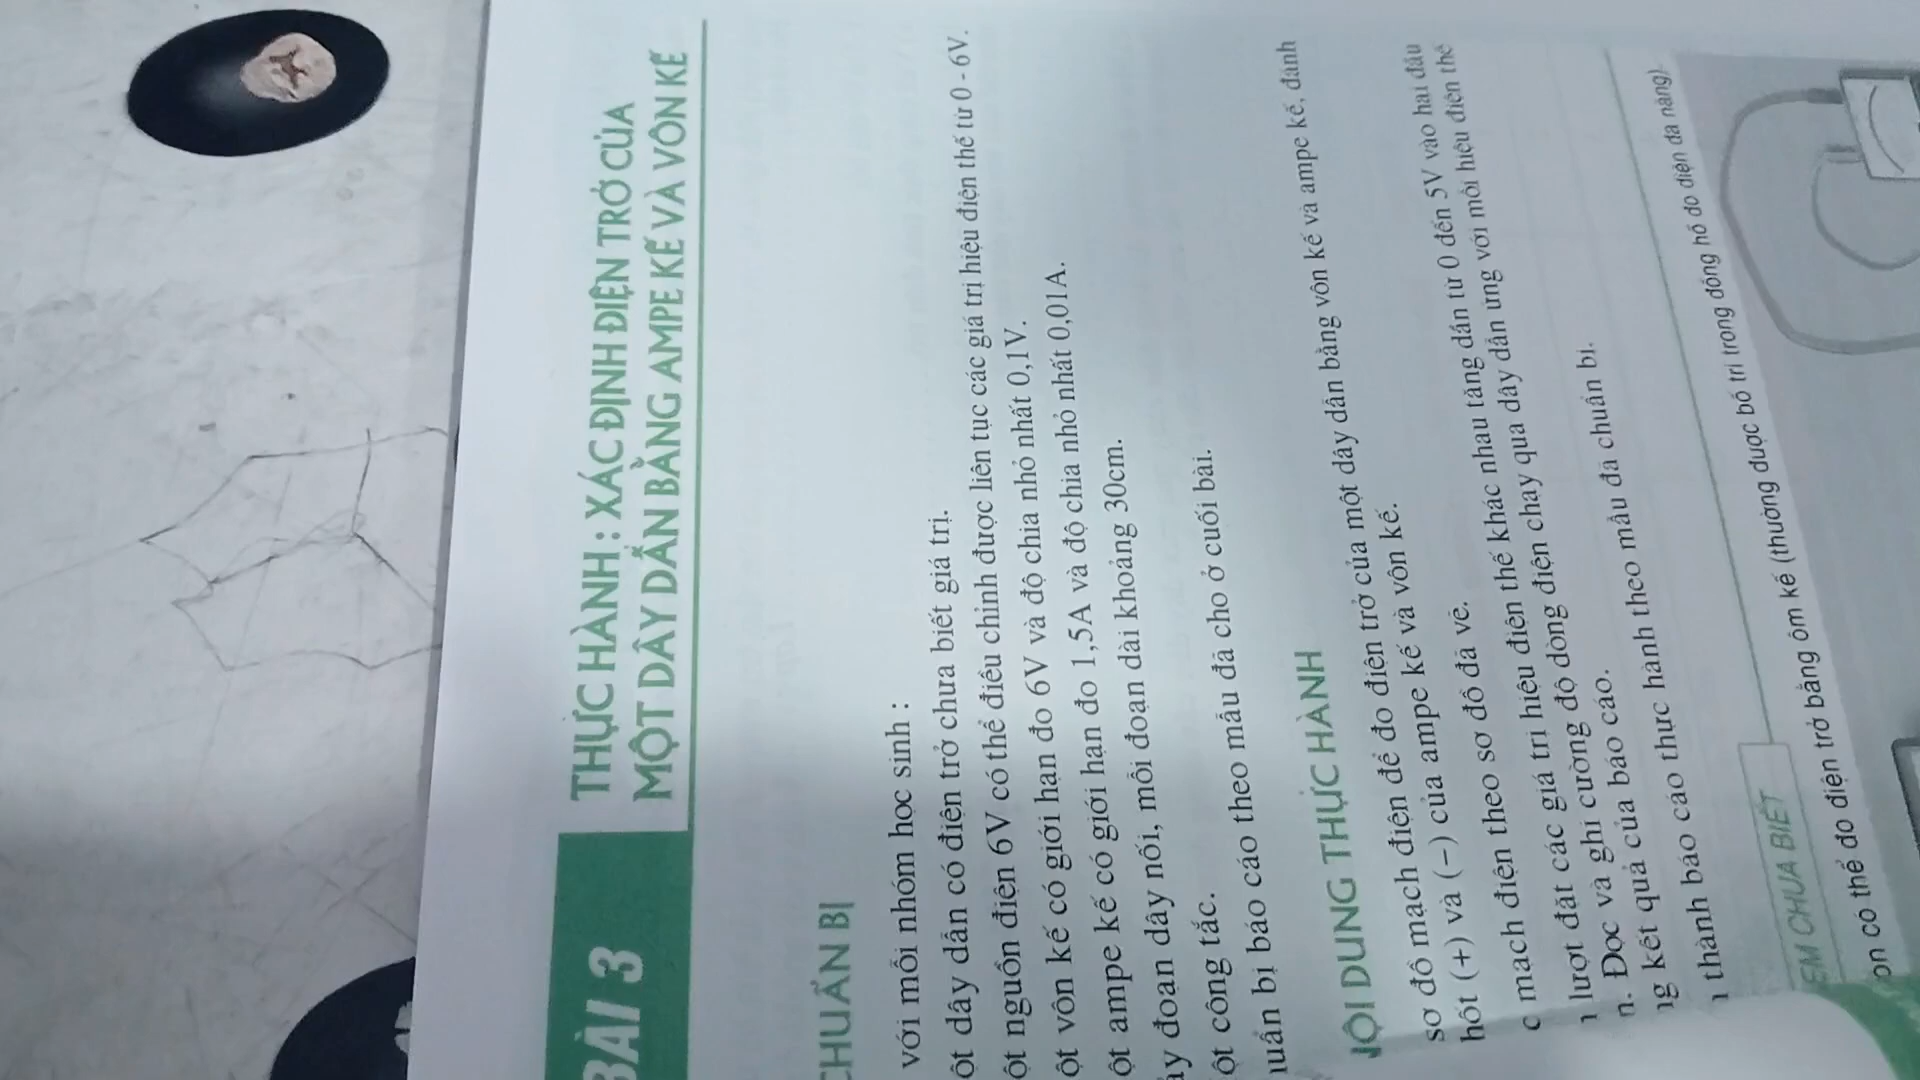 BÀI 3
THỰC HÀNH : XÁC ĐỊNH ĐIỆN TRỞ CỦA
MỘT DÂY DẪN BẰNG AMPE KẾ VÀ VÔN KẾ
CHUẨN BỊ
với mỗi nhóm học sinh :
ột dây dẫn có điện trở chưa biết giá trị.
ột nguồn điện 6V có thể điều chỉnh được liên tục các giá trị hiệu điện thế từ 0 - 6V.
ột vôn kế có giới hạn đo 6V và độ chia nhỏ nhất 0,1V.
ột ampe kế có giới hạn đo 1,5A và độ chia nhỏ nhất 0,01A.
ảy đoạn dây nối, mỗi đoạn dài khoảng 30cm.
ột công tắc.
uẩn bị báo cáo theo mẫu đã cho ở cuối bài.
NỘI DUNG THỰC HÀNH
sơ đồ mạch điện để đo điện trở của một dây dẫn bằng vôn kế và ampe kế, đánh
hốt (+) và (–) của ampe kế và vôn kế.
c mạch điện theo sơ đồ đã vẽ.
lượt đặt các giá trị hiệu điện thế khác nhau tăng dần từ 0 đến 5V vào hai đầu
n. Đọc và ghi cường độ dòng điện chạy qua dây dẫn ứng với mỗi hiệu điện thế
ng kết quả của báo cáo.
thành báo cáo thực hành theo mẫu đã chuẩn bị.
EM CHƯA BIẾT
òn có thể đo điện trở bằng ôm kế (thường được bố trí trong đồng hồ đo điện đa năng).